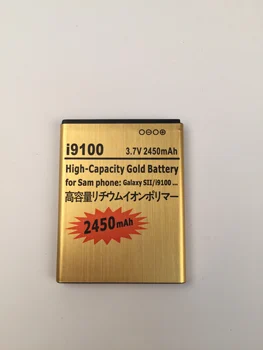 i9100
3.7V 2450mAh
High-Capacity Gold Battery
for Sam phone: Galaxy SII/i9100 ...
高容量リチウムイオンポリマー
2450mAh